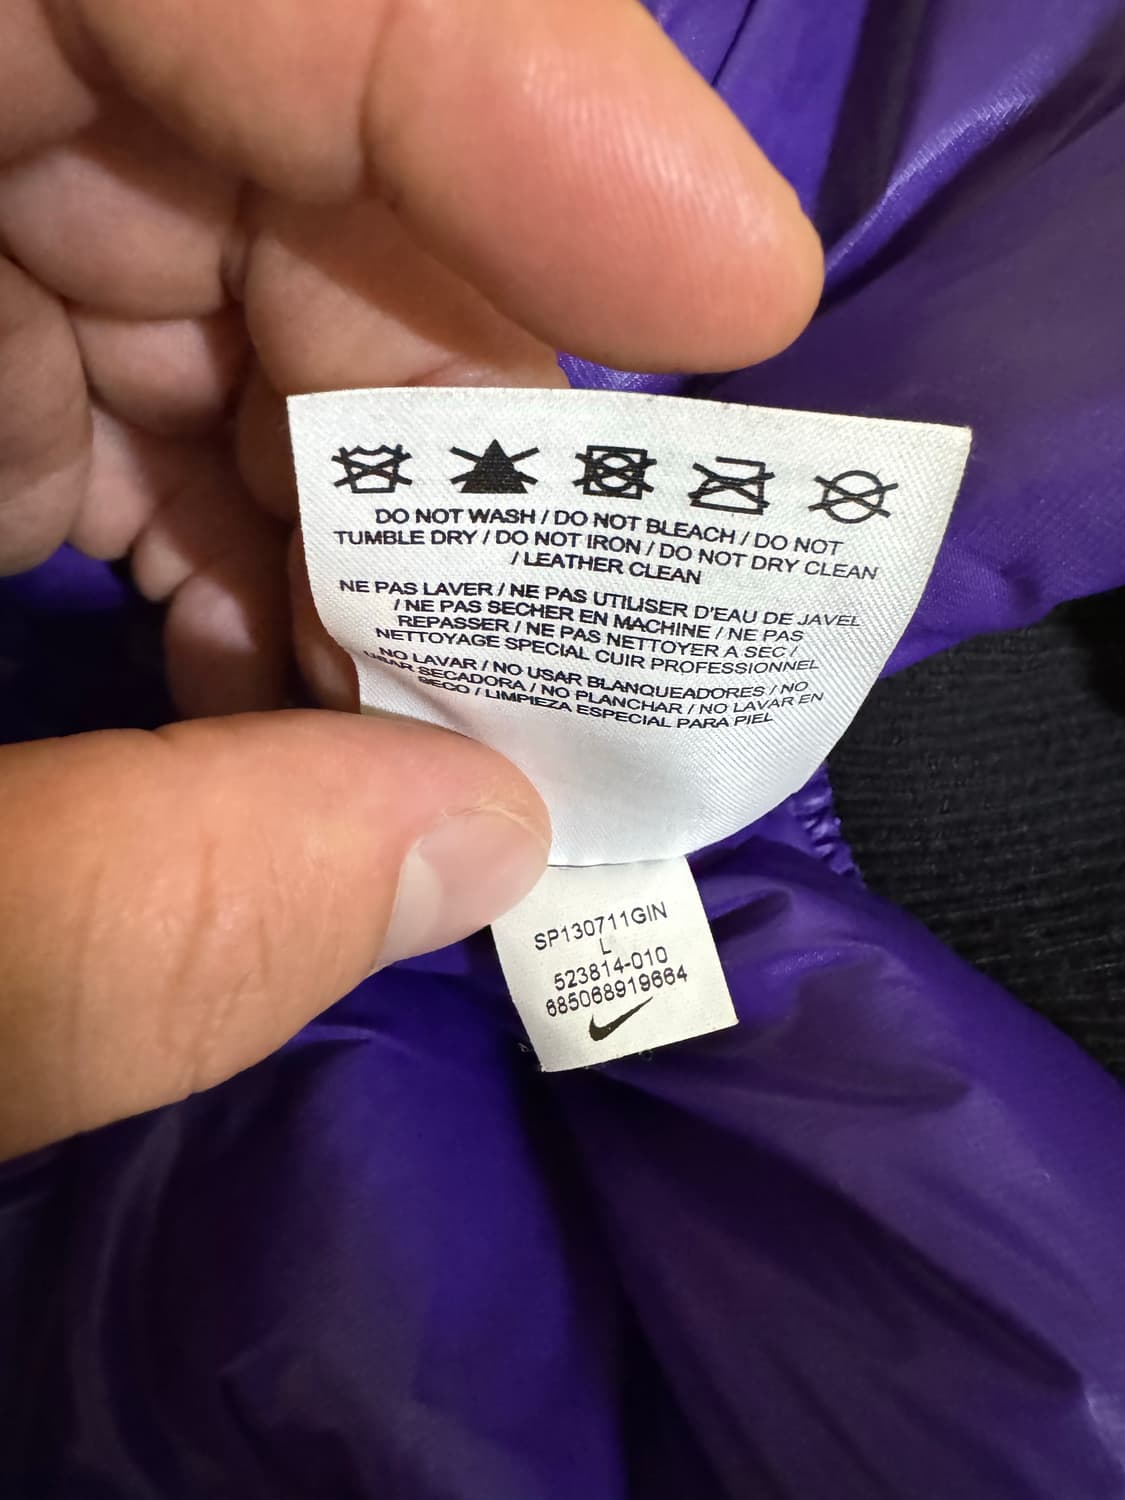 DO NOT WASH / DO NOT BLEACH / DO NOT
TUMBLE DRY / DO NOT IRON / DO NOT DRY CLEAN
/ LEATHER CLEAN
NE PAS LAVER / NE PAS UTILISER D'EAU DE JAVEL
/ NE PAS SECHER EN MACHINE / NE PAS
REPASSER / NE PAS NETTOYER A SEC /
NETTOYAGE SPECIAL CUIR PROFESSIONNEL
NO LAVAR / NO USAR BLANQUEADORES / NO
USAR SECADORA / NO PLANCHAR / NO LAVAR EN
SECO / LIMPIEZA ESPECIAL PARA PIEL
SP130711GIN
L
523814-010
685068919664